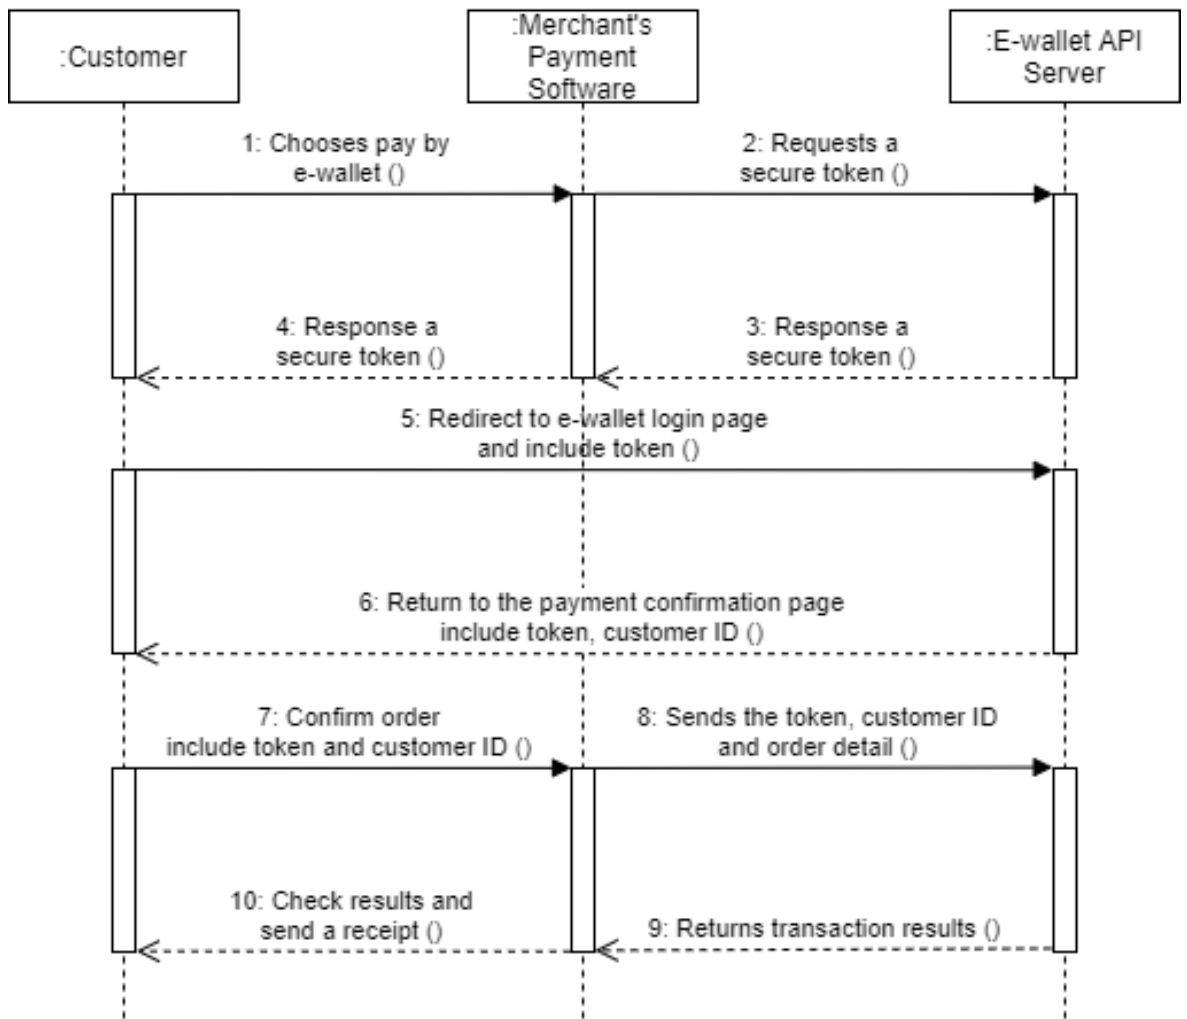 :Customer
:Merchant's
Payment
Software
:E-wallet API
Server
1: Chooses pay by
e-wallet ()
2: Requests a
secure token ()
4: Response a
secure token ()
3: Response a
secure token ()
5: Redirect to e-wallet login page
and include token ()
6: Return to the payment confirmation page
include token, customer ID ()
7: Confirm order
include token and customer ID ()
8: Sends the token, customer ID
and order detail ()
10: Check results and
send a receipt ()
9: Returns transaction results ()